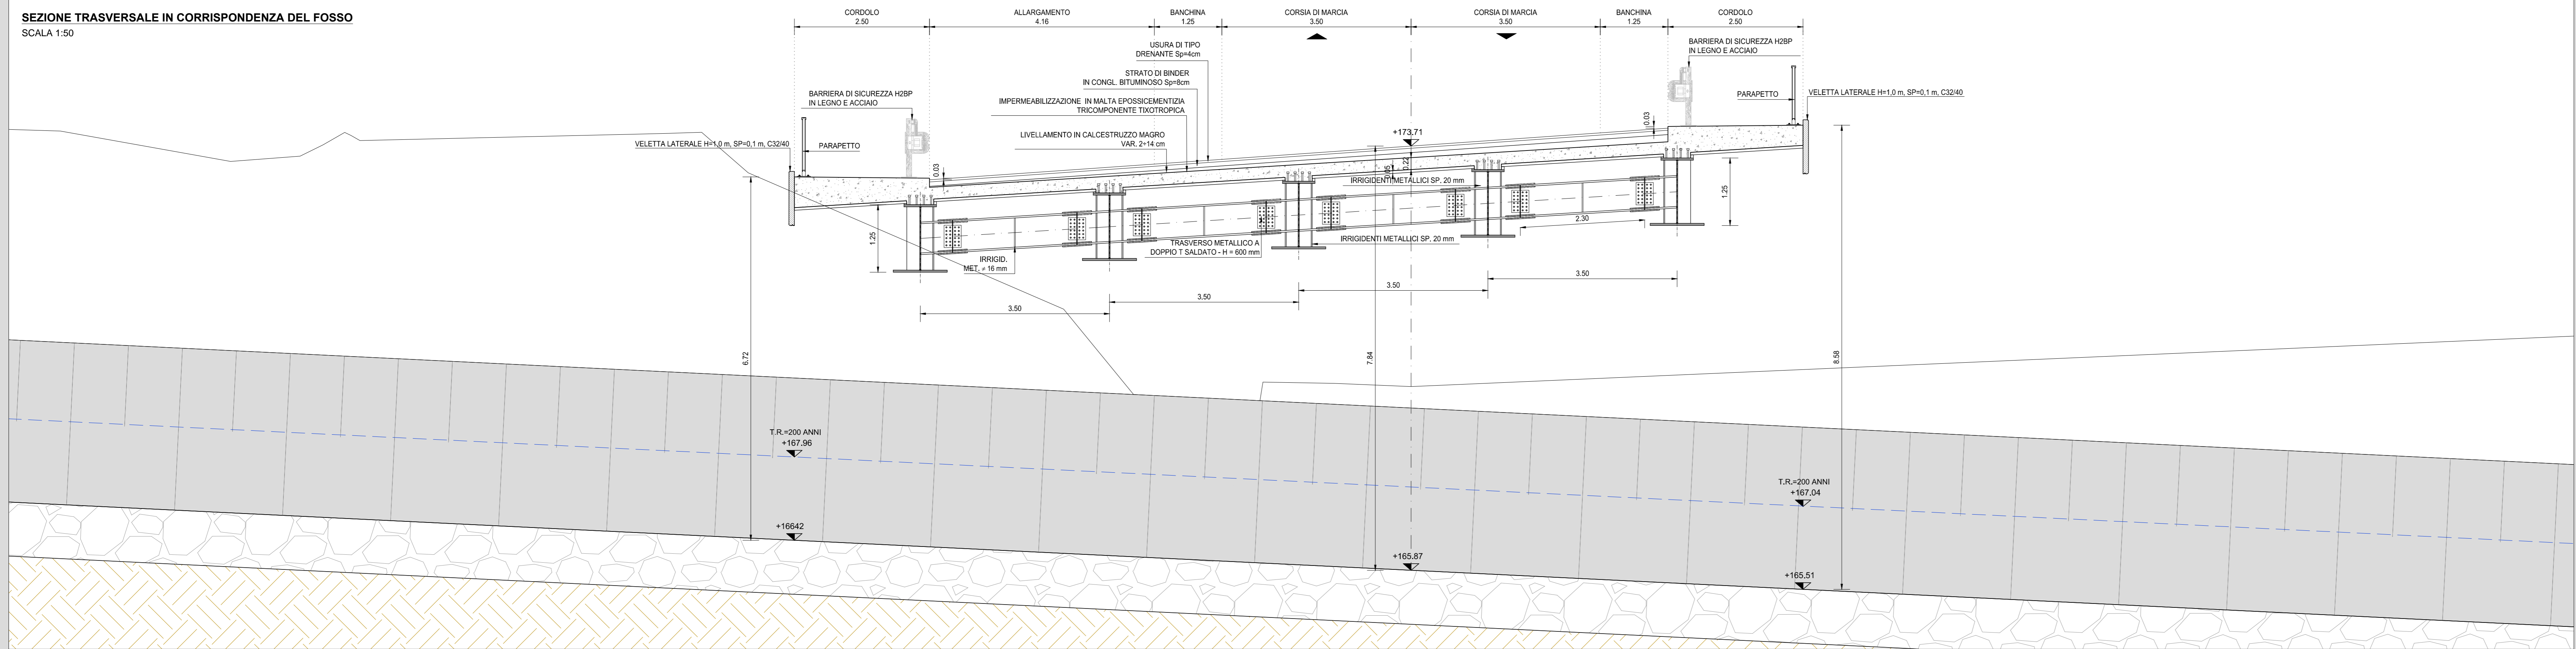 SEZIONE TRASVERSALE IN CORRISPONDENZA DEL FOSSO
SCALA 1:50
CORDOLO
2.50
ALLARGAMENTO
4.16
BANCHINA
1.25
CORSIA DI MARCIA
3.50
CORSIA DI MARCIA
3.50
BANCHINA
1.25
CORDOLO
2.50
USURA DI TIPO
DRENANTE Sp=4cm
STRATO DI BINDER
IN CONGL. BITUMINOSO Sp=8cm
IMPERMEABILIZZAZIONE IN MALTA EPOSSICEMENTIZIA
TRICOMPONENTE TIXOTROPICA
LIVELLAMENTO IN CALCESTRUZZO MAGRO
VAR. 2÷14 cm
BARRIERA DI SICUREZZA H2BP
IN LEGNO E ACCIAIO
VELETTA LATERALE H=1,0 m, SP=0,1 m, C32/40
PARAPETTO
BARRIERA DI SICUREZZA H2BP
IN LEGNO E ACCIAIO
PARAPETTO
VELETTA LATERALE H=1,0 m, SP=0,1 m, C32/40
0.03
0.03
+173.71
0.22
0.05
IRRIGIDENTI METALLICI SP. 20 mm
1.25
1.25
2.30
TRASVERSO METALLICO A
DOPPIO T SALDATO - H = 600 mm
IRRIGIDENTI METALLICI SP. 20 mm
IRRIGID.
MET. ≠ 16 mm
3.50
3.50
3.50
3.50
6.72
7.84
8.58
T.R.=200 ANNI
+167.96
T.R.=200 ANNI
+167.04
+16642
+165.87
+165.51